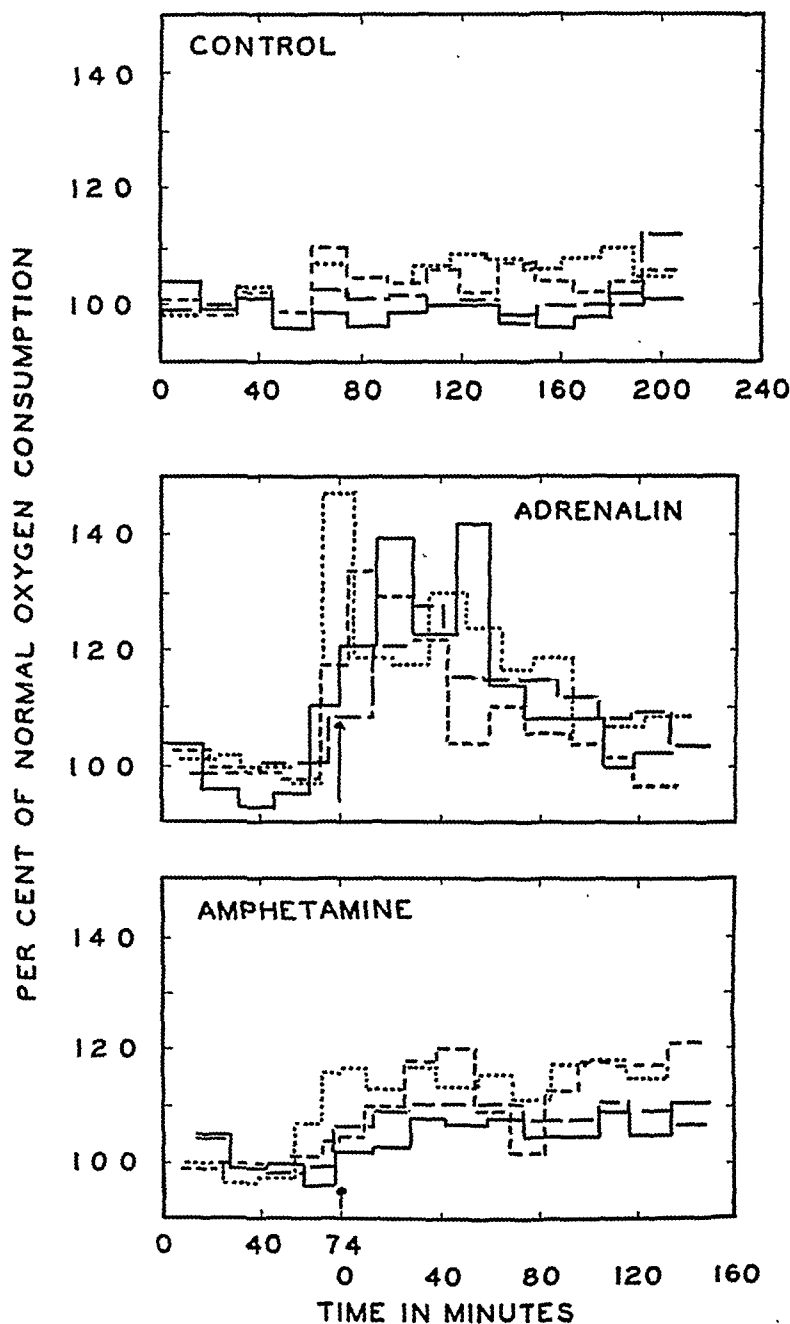 PER CENT OF NORMAL OXYGEN CONSUMPTION
CONTROL
140
120
100
0 40 80 120 160 200 240
ADRENALIN
140
120
100
AMPHETAMINE
140
120
100
0 40 74
0 40 80 120 160
TIME IN MINUTES